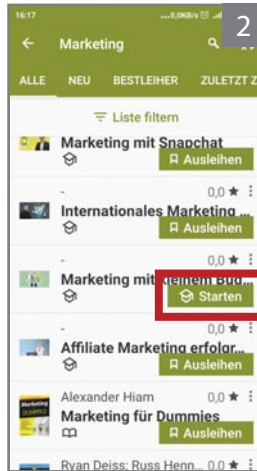 16:17 ...0,0KB/s
2
Marketing
ALLE NEU BESTLEIHER ZULETZT Z
Liste filtern
Marketing mit Snapchat
Ausleihen
- 0,0 ★
Internationales Marketing ...
Ausleihen
- 0,0 ★
Marketing mit kleinem Bud...
Starten
- 0,0 ★
Affiliate Marketing erfolgr...
Ausleihen
Alexander Hiam 0,0 ★
Marketing für Dummies
Ausleihen
Ryan Deiss; Russ Henn... 0,0 ★